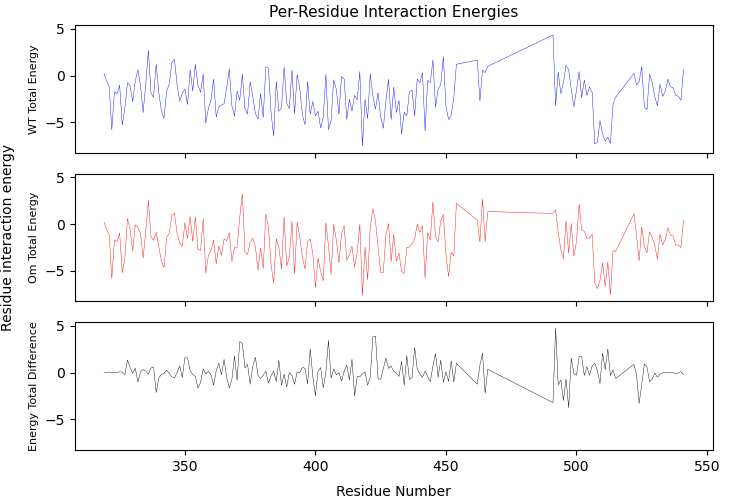 Per-Residue Interaction Energies
Residue interaction energy
WT Total Energy
5
0
−5
Om Total Energy
5
0
−5
Energy Total Difference
5
0
−5
350
400
450
500
550
Residue Number